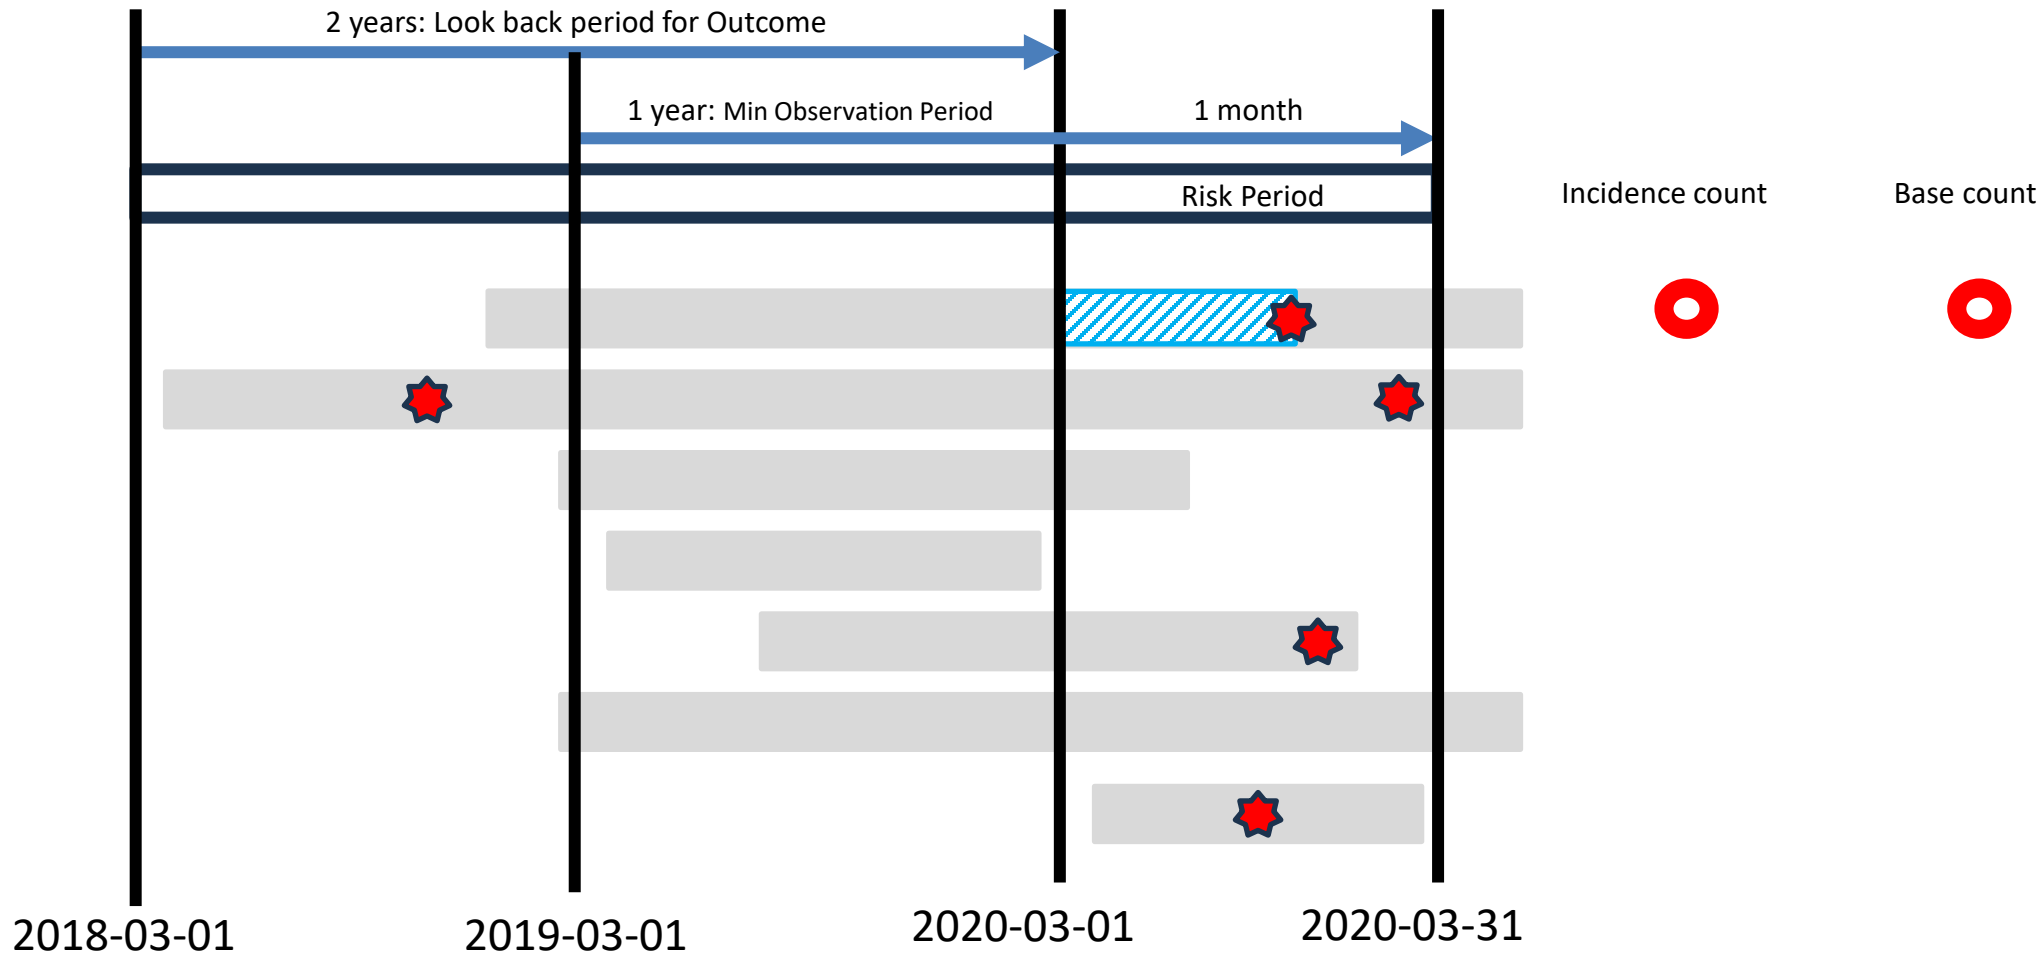 2 years: Look back period for Outcome
1 year: Min Observation Period
1 month
Risk Period
Incidence count
Base count
2018-03-01
2019-03-01
2020-03-01
2020-03-31